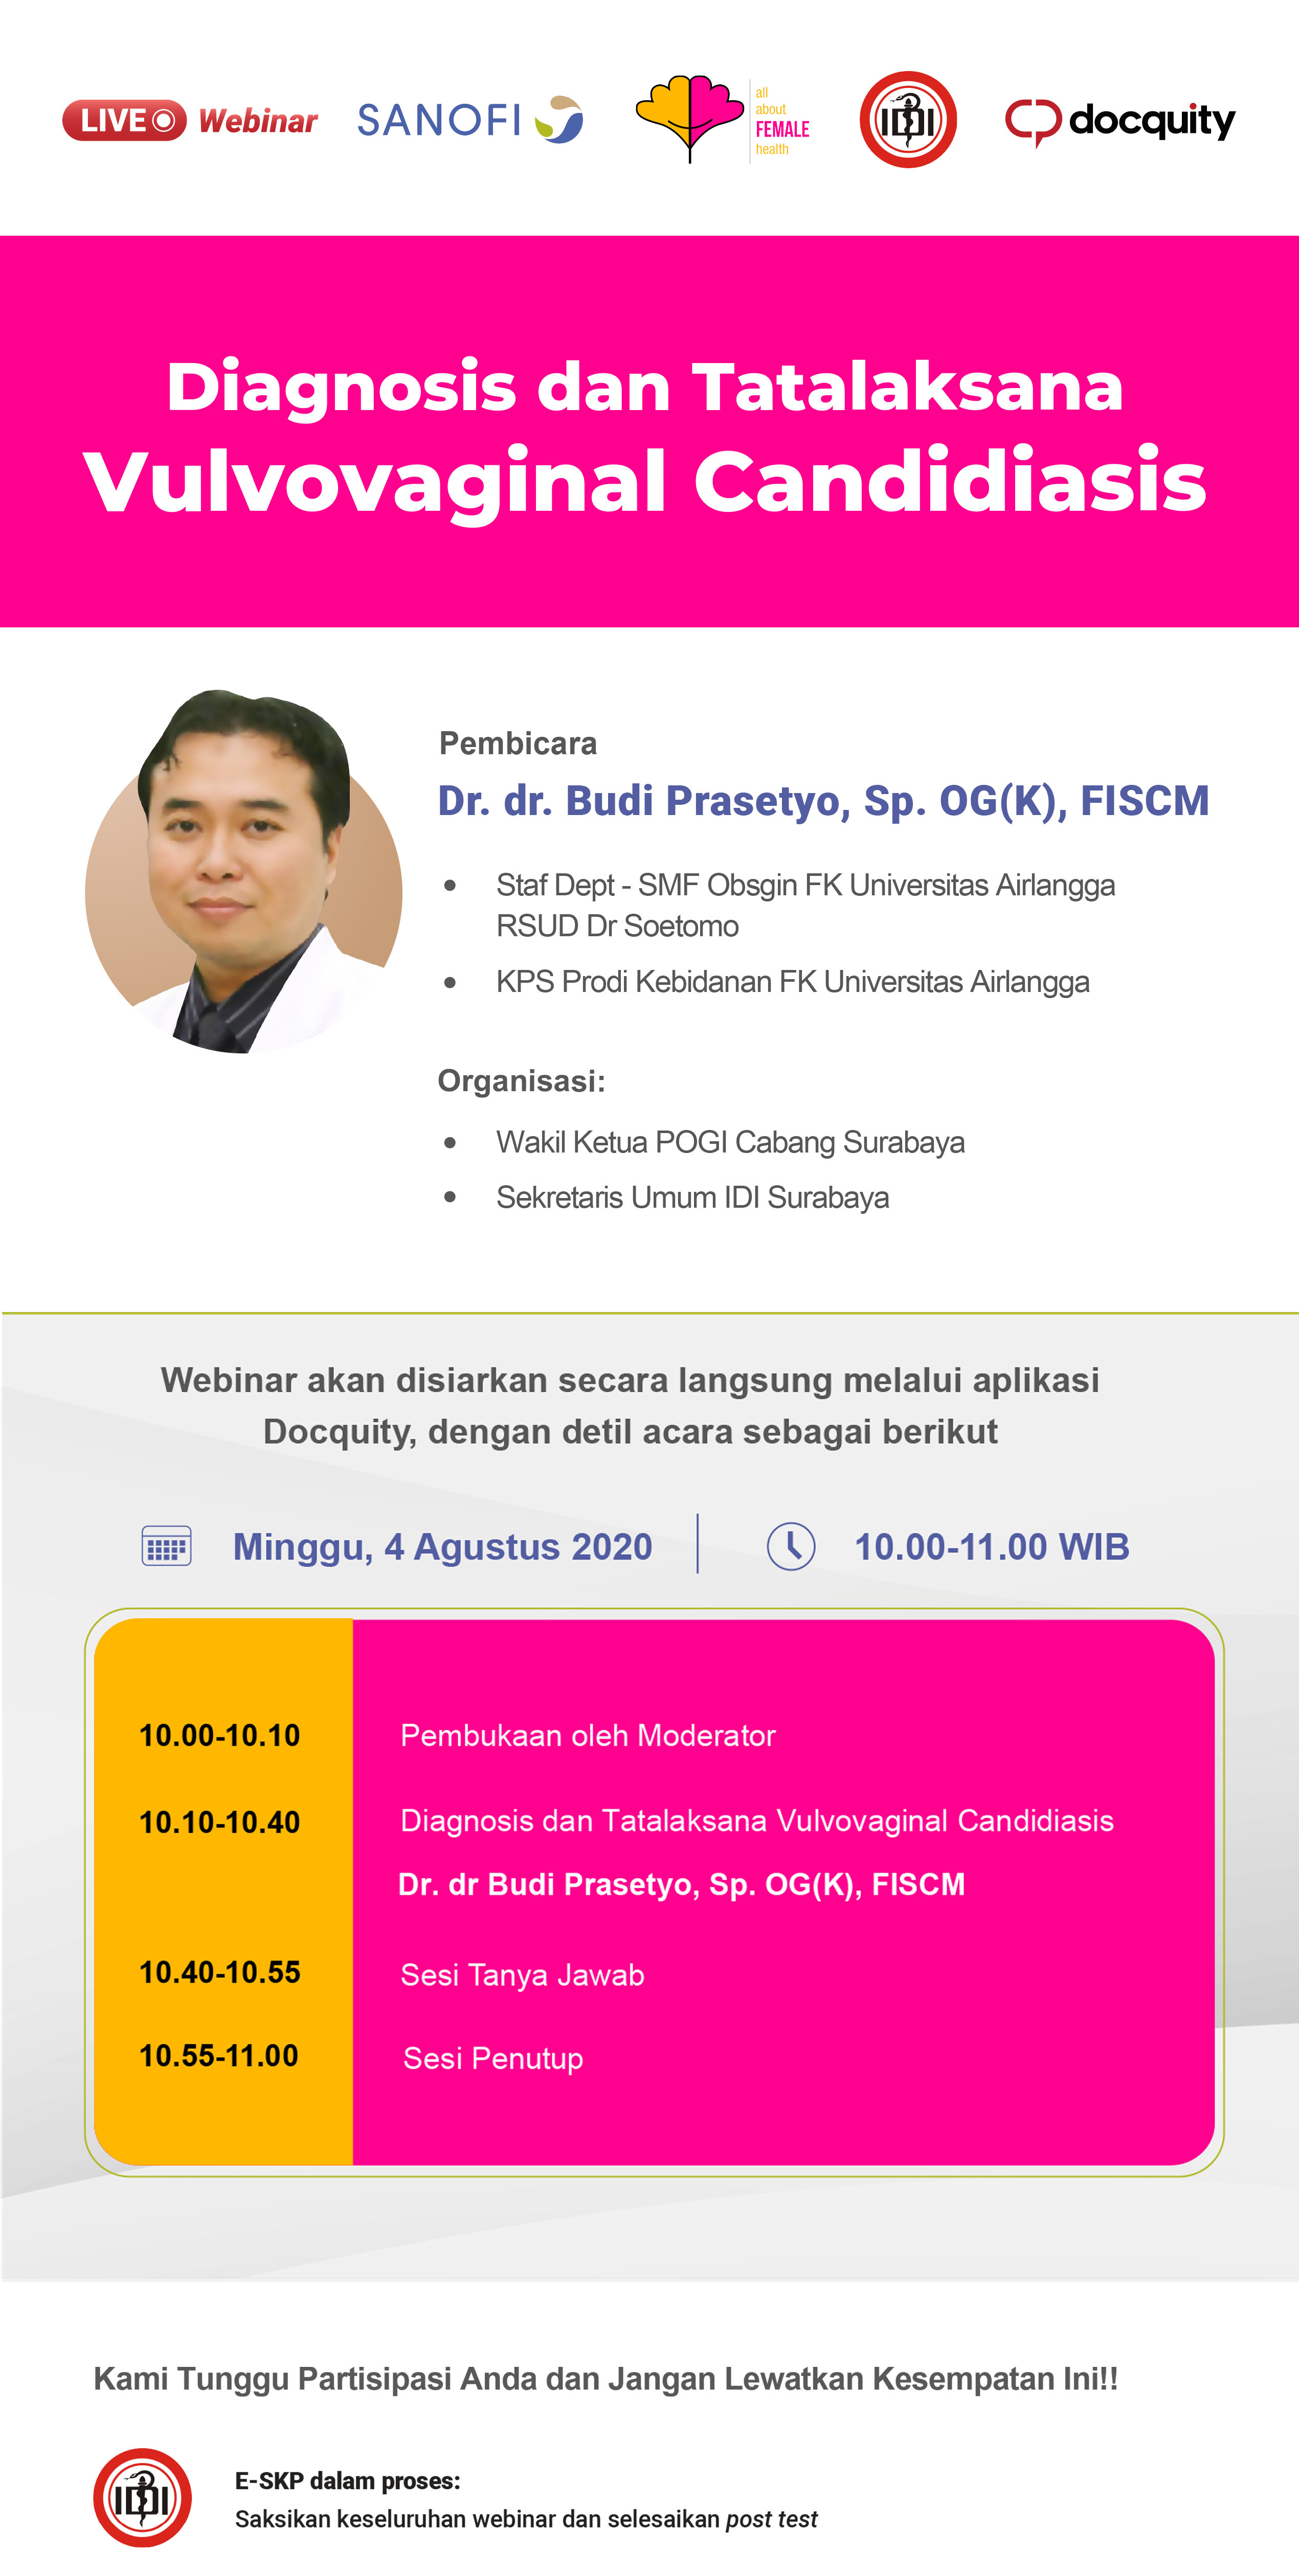 LIVE Webinar
SANOFI
all
about
FEMALE
health
IDI
docquity
Diagnosis dan Tatalaksana
Vulvovaginal Candidiasis
Pembicara
Dr. dr. Budi Prasetyo, Sp. OG(K), FISCM
• Staf Dept - SMF Obsgin FK Universitas Airlangga
RSUD Dr Soetomo
• KPS Prodi Kebidanan FK Universitas Airlangga
Organisasi:
• Wakil Ketua POGI Cabang Surabaya
• Sekretaris Umum IDI Surabaya
Webinar akan disiarkan secara langsung melalui aplikasi
Docquity, dengan detil acara sebagai berikut
Minggu, 4 Agustus 2020 | 10.00-11.00 WIB
10.00-10.10 Pembukaan oleh Moderator
10.10-10.40 Diagnosis dan Tatalaksana Vulvovaginal Candidiasis
Dr. dr Budi Prasetyo, Sp. OG(K), FISCM
10.40-10.55 Sesi Tanya Jawab
10.55-11.00 Sesi Penutup
Kami Tunggu Partisipasi Anda dan Jangan Lewatkan Kesempatan Ini!!
IDI
E-SKP dalam proses:
Saksikan keseluruhan webinar dan selesaikan post test